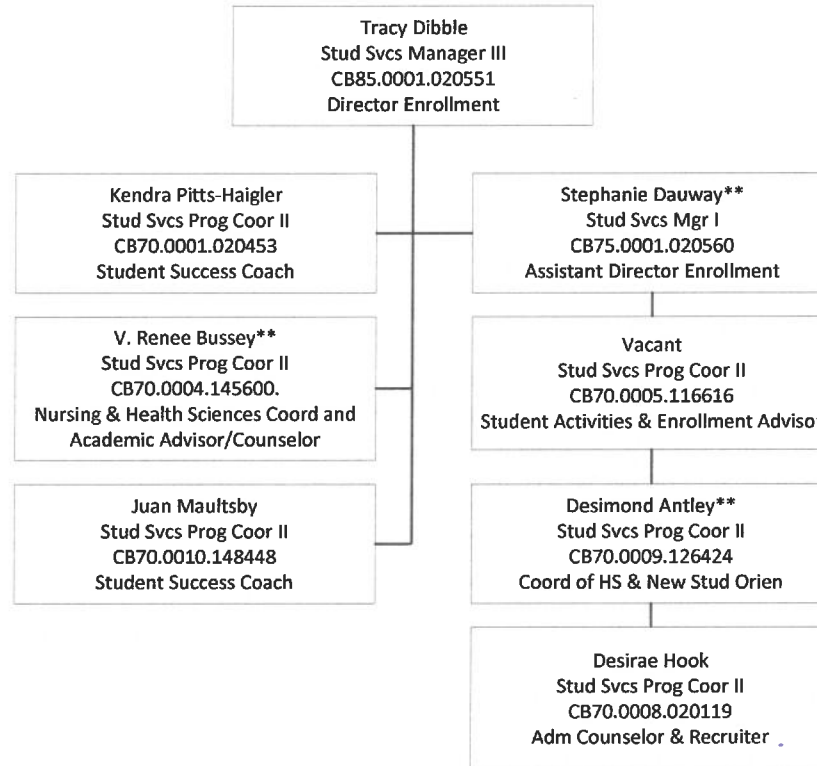 Tracy Dibble
Stud Svcs Manager III
CB85.0001.020551
Director Enrollment
Kendra Pitts-Haigler
Stud Svcs Prog Coor II
CB70.0001.020453
Student Success Coach
Stephanie Dauway**
Stud Svcs Mgr I
CB75.0001.020560
Assistant Director Enrollment
V. Renee Bussey**
Stud Svcs Prog Coor II
CB70.0004.145600.
Nursing & Health Sciences Coord and
Academic Advisor/Counselor
Vacant
Stud Svcs Prog Coor II
CB70.0005.116616
Student Activities & Enrollment Advisor
Juan Maultsby
Stud Svcs Prog Coor II
CB70.0010.148448
Student Success Coach
Desimond Antley**
Stud Svcs Prog Coor II
CB70.0009.126424
Coord of HS & New Stud Orien
Desirae Hook
Stud Svcs Prog Coor II
CB70.0008.020119
Adm Counselor & Recruiter